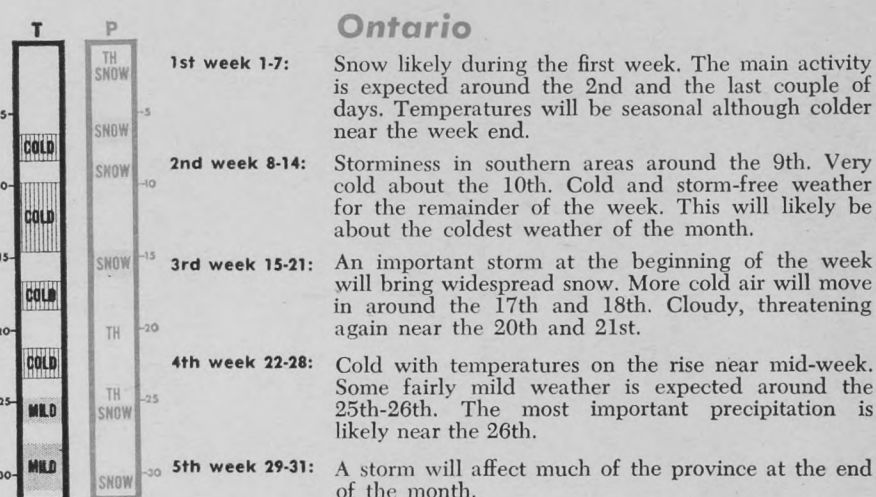 Ontario
T
P
TH
SNOW
SNOW
SNOW
SNOW
TH
TH
SNOW
SNOW
-5
-10
-15
-20
-25
-30
5-
0-
15-
20-
25-
30-
COLD
COLD
COLD
COLD
MILD
MILD
1st week 1-7: Snow likely during the first week. The main activity
is expected around the 2nd and the last couple of
days. Temperatures will be seasonal although colder
near the week end.
2nd week 8-14: Storminess in southern areas around the 9th. Very
cold about the 10th. Cold and storm-free weather
for the remainder of the week. This will likely be
about the coldest weather of the month.
3rd week 15-21: An important storm at the beginning of the week
will bring widespread snow. More cold air will move
in around the 17th and 18th. Cloudy, threatening
again near the 20th and 21st.
4th week 22-28: Cold with temperatures on the rise near mid-week.
Some fairly mild weather is expected around the
25th-26th. The most important precipitation is
likely near the 26th.
5th week 29-31: A storm will affect much of the province at the end
of the month.